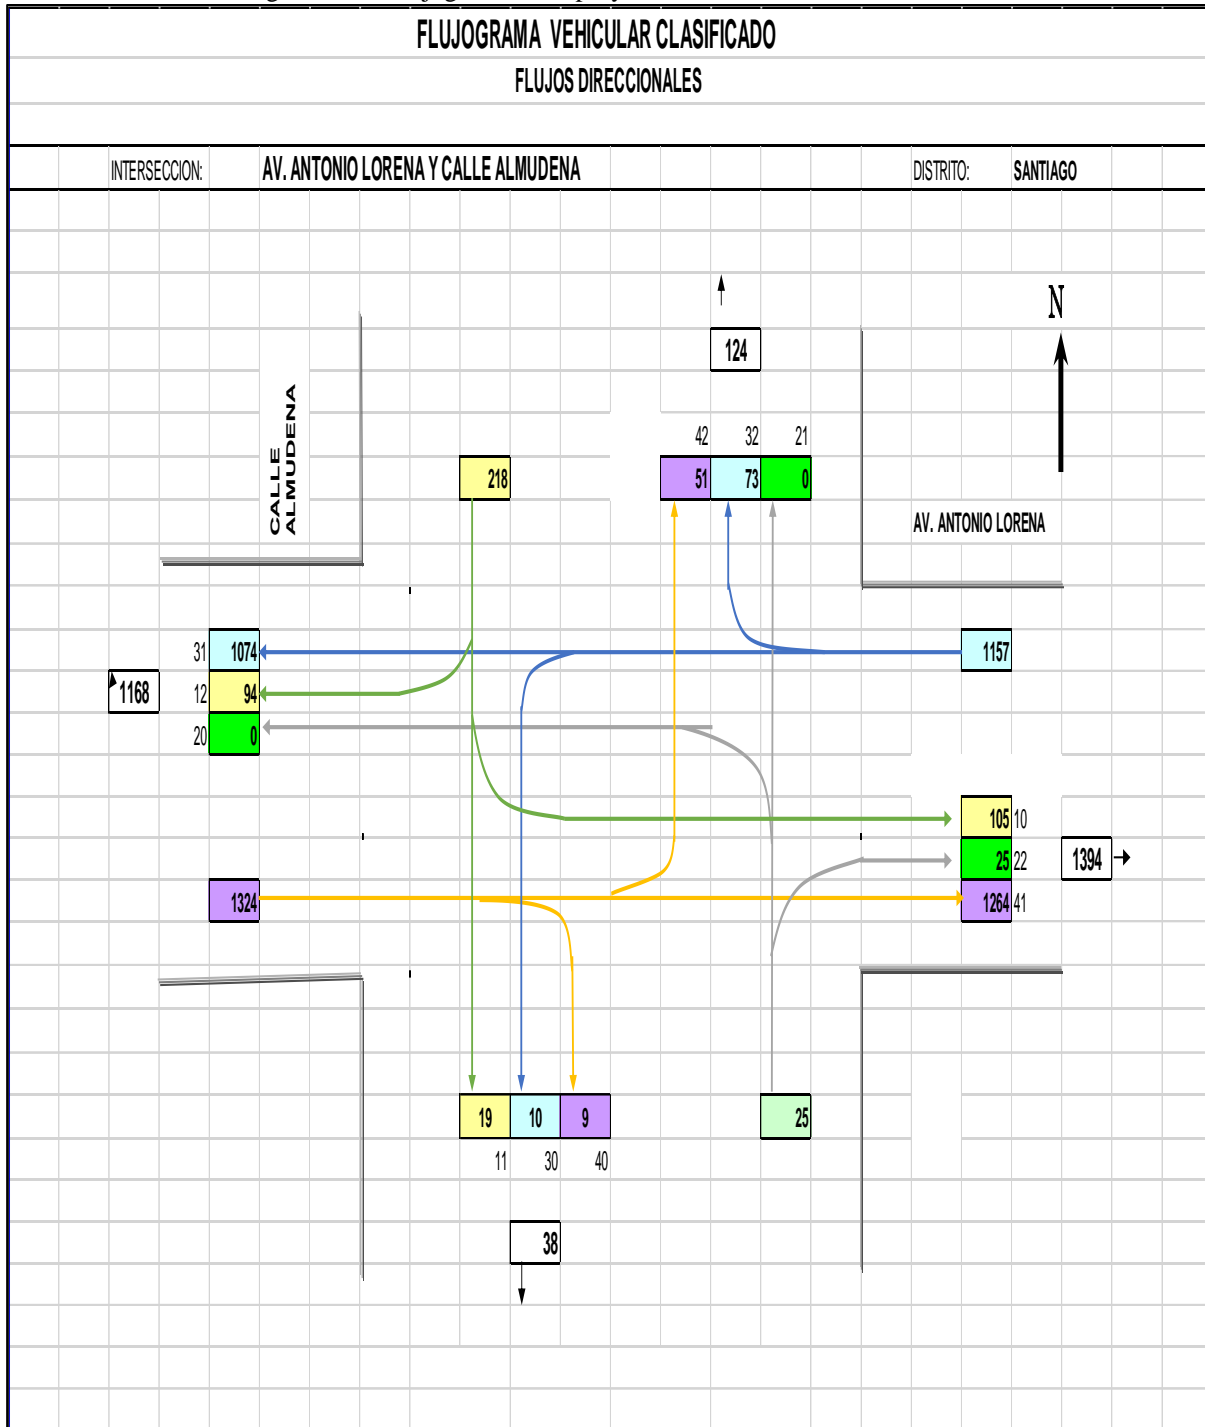 FLUJOGRAMA VEHICULAR CLASIFICADO
FLUJOS DIRECCIONALES
INTERSECCION: AV. ANTONIO LORENA Y CALLE ALMUDENA DISTRITO: SANTIAGO
N
124
CALLE
ALMUDENA
42 32 21
218 51 73 0
AV. ANTONIO LORENA
31 1074 1157
1168 12 94
20 0
105 10
25 22 1394
1324 1264 41
19 10 9 25
11 30 40
38